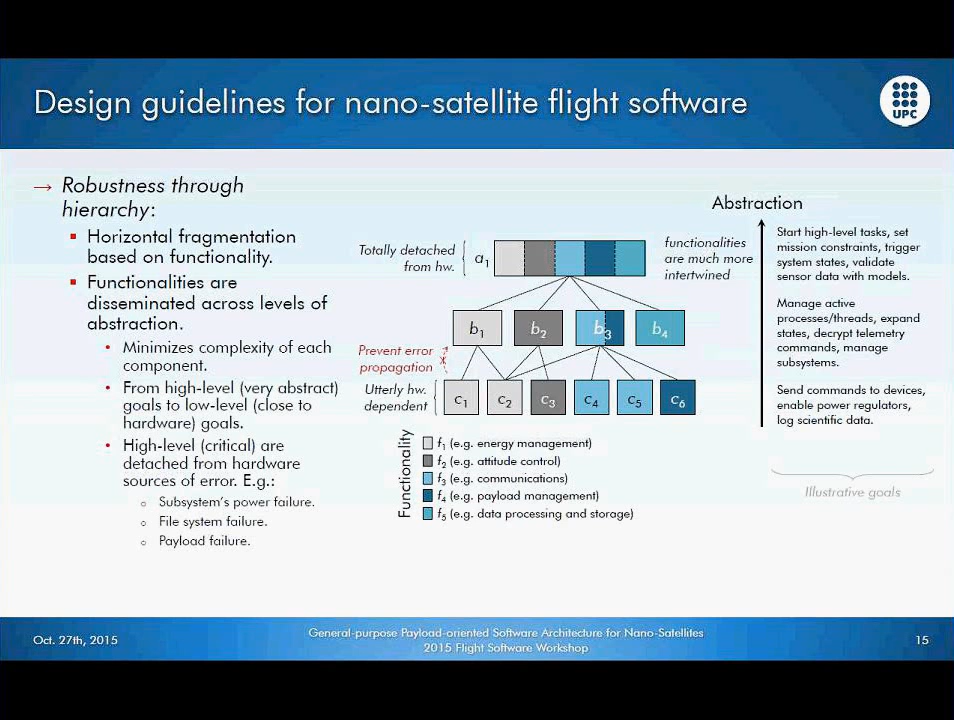 Design guidelines for nano-satellite flight software
UPC
→ Robustness through
hierarchy:
▪ Horizontal fragmentation
based on functionality.
▪ Functionalities are
disseminated across levels of
abstraction.
• Minimizes complexity of each
component.
• From high-level (very abstract)
goals to low-level (close to
hardware) goals.
• High-level (critical) are
detached from hardware
sources of error. E.g.:
o Subsystem's power failure.
o File system failure.
o Payload failure.
Totally detached
from hw.
a1
functionalities
are much more
intertwined
b1 b2 b3 b4
Prevent error
propagation
Utterly hw.
dependent
c1 c2 c3 c4 c5 c6
Functionality
f1 (e.g. energy management)
f2 (e.g. attitude control)
f3 (e.g. communications)
f4 (e.g. payload management)
f5 (e.g. data processing and storage)
Abstraction
Start high-level tasks, set
mission constraints, trigger
system states, validate
sensor data with models.
Manage active
processes/threads, expand
states, decrypt telemetry
commands, manage
subsystems.
Send commands to devices,
enable power regulators,
log scientific data.
Illustrative goals
Oct. 27th, 2015
General-purpose Payload-oriented Software Architecture for Nano-Satellites
2015 Flight Software Workshop
15